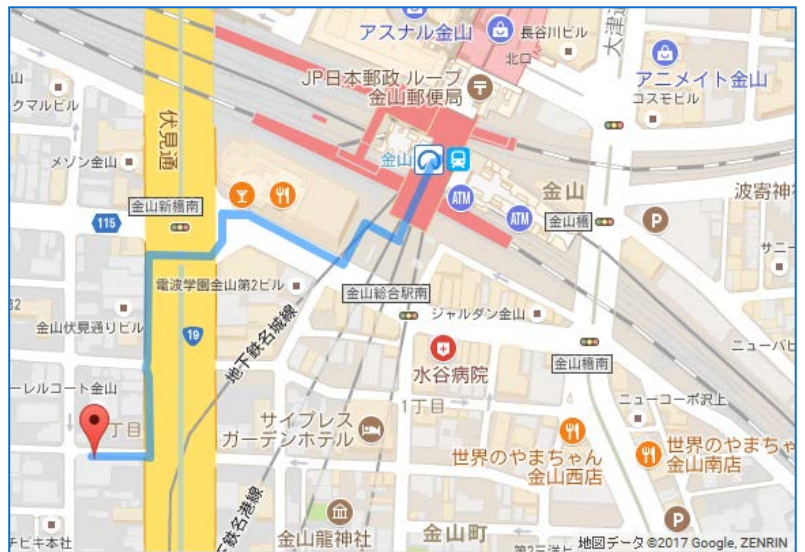 アスナル金山
長谷川ビル
北口
大津通
アニメイト金山
コスモビル
JP日本郵政 ループ
金山郵便局
山
クマルビル
伏見通
メゾン金山
金山
ATM
金山
波寄神社
金山新橋南
115
ATM
金山橋
P
サニー
電波学園金山第2ビル
金山総合駅南
ジャルダン金山
金山伏見通りビル
19
地下鉄名城線
水谷病院
金山橋南
ニューパビ
ーレルコート金山
丁目
1丁目
ニューコーポ沢上
サイプレス
ガーデンホテル
世界のやまちゃん
金山西店
世界のやまちゃ
金山南店
下鉄名港線
チビキ本社
金山龍神社
金山町
P
地図データ ©2017 Google, ZENRIN